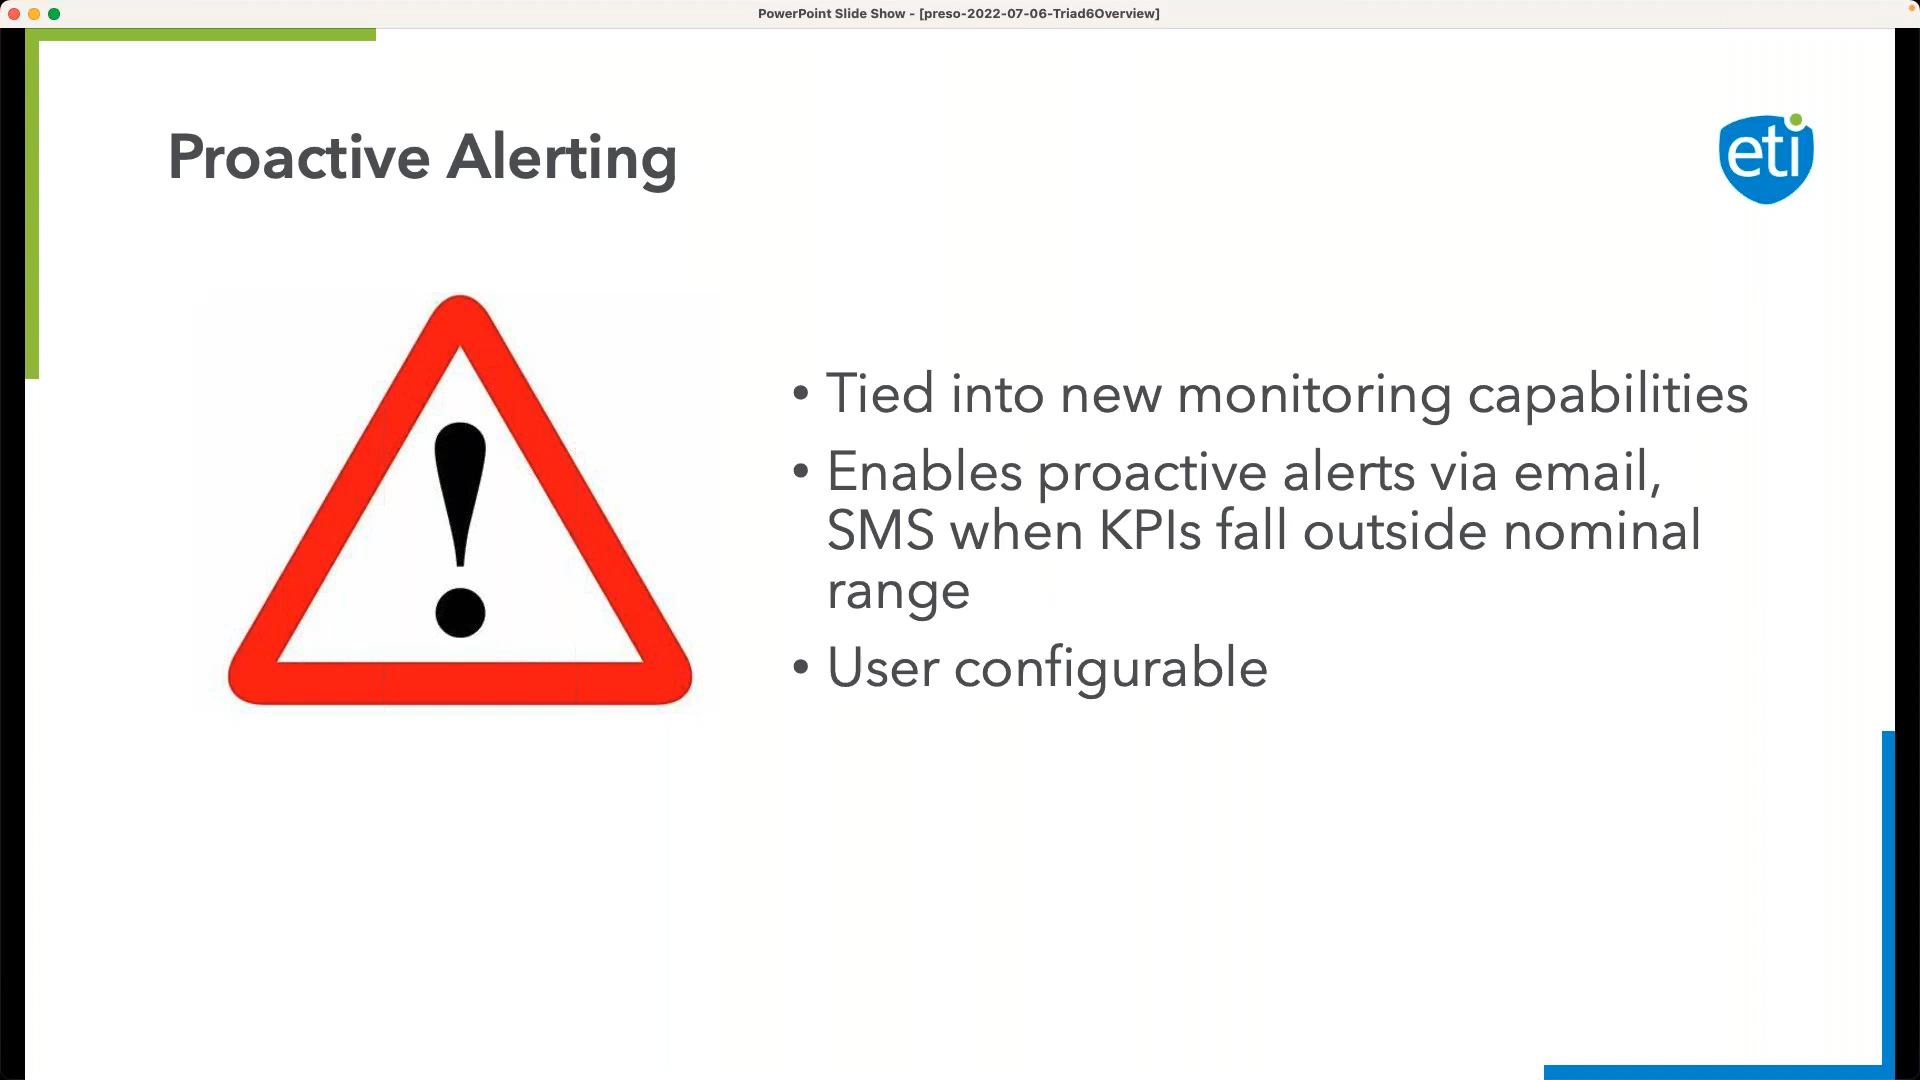 PowerPoint Slide Show - [preso-2022-07-06-Triad6Overview]
Proactive Alerting
eti
!
• Tied into new monitoring capabilities
• Enables proactive alerts via email,
SMS when KPIs fall outside nominal
range
• User configurable